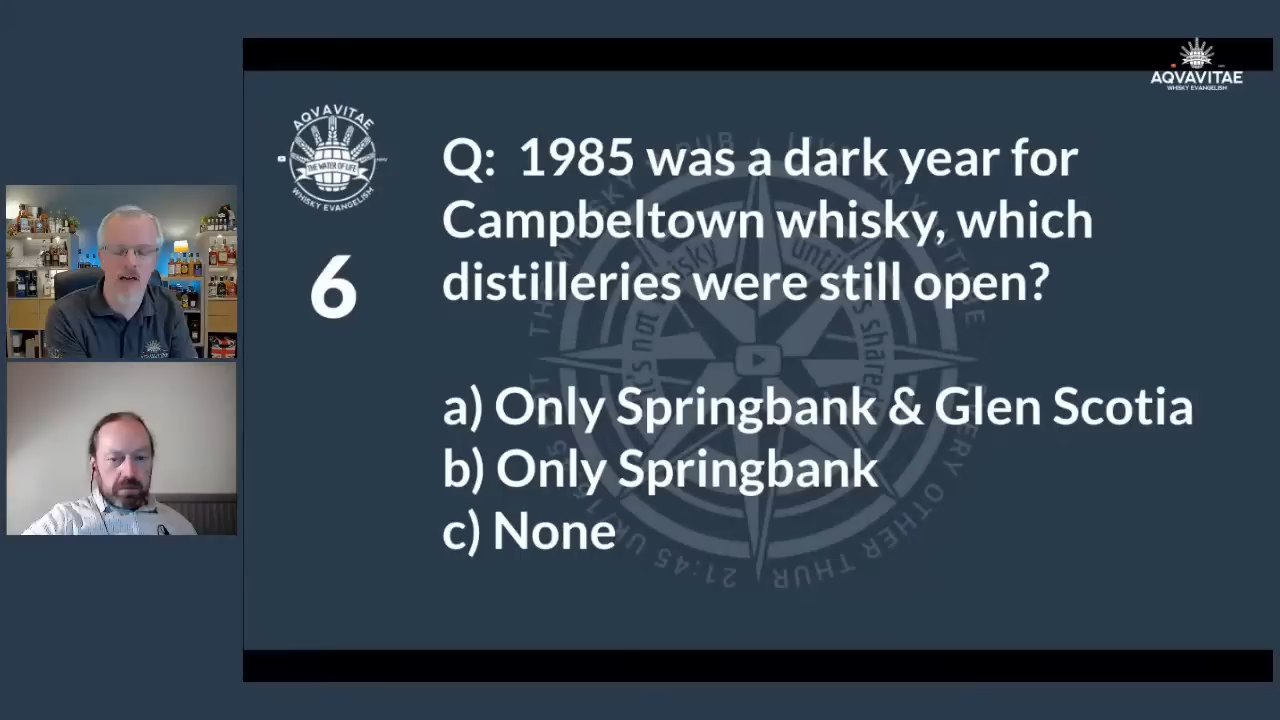 AQVAVITAE
WHISKY EVANGELISM
AQVAVITAE
THE WATER OF LIFE
WHISKY EVANGELISM
6
Q: 1985 was a dark year for
Campbeltown whisky, which
distilleries were still open?
a) Only Springbank & Glen Scotia
b) Only Springbank
c) None